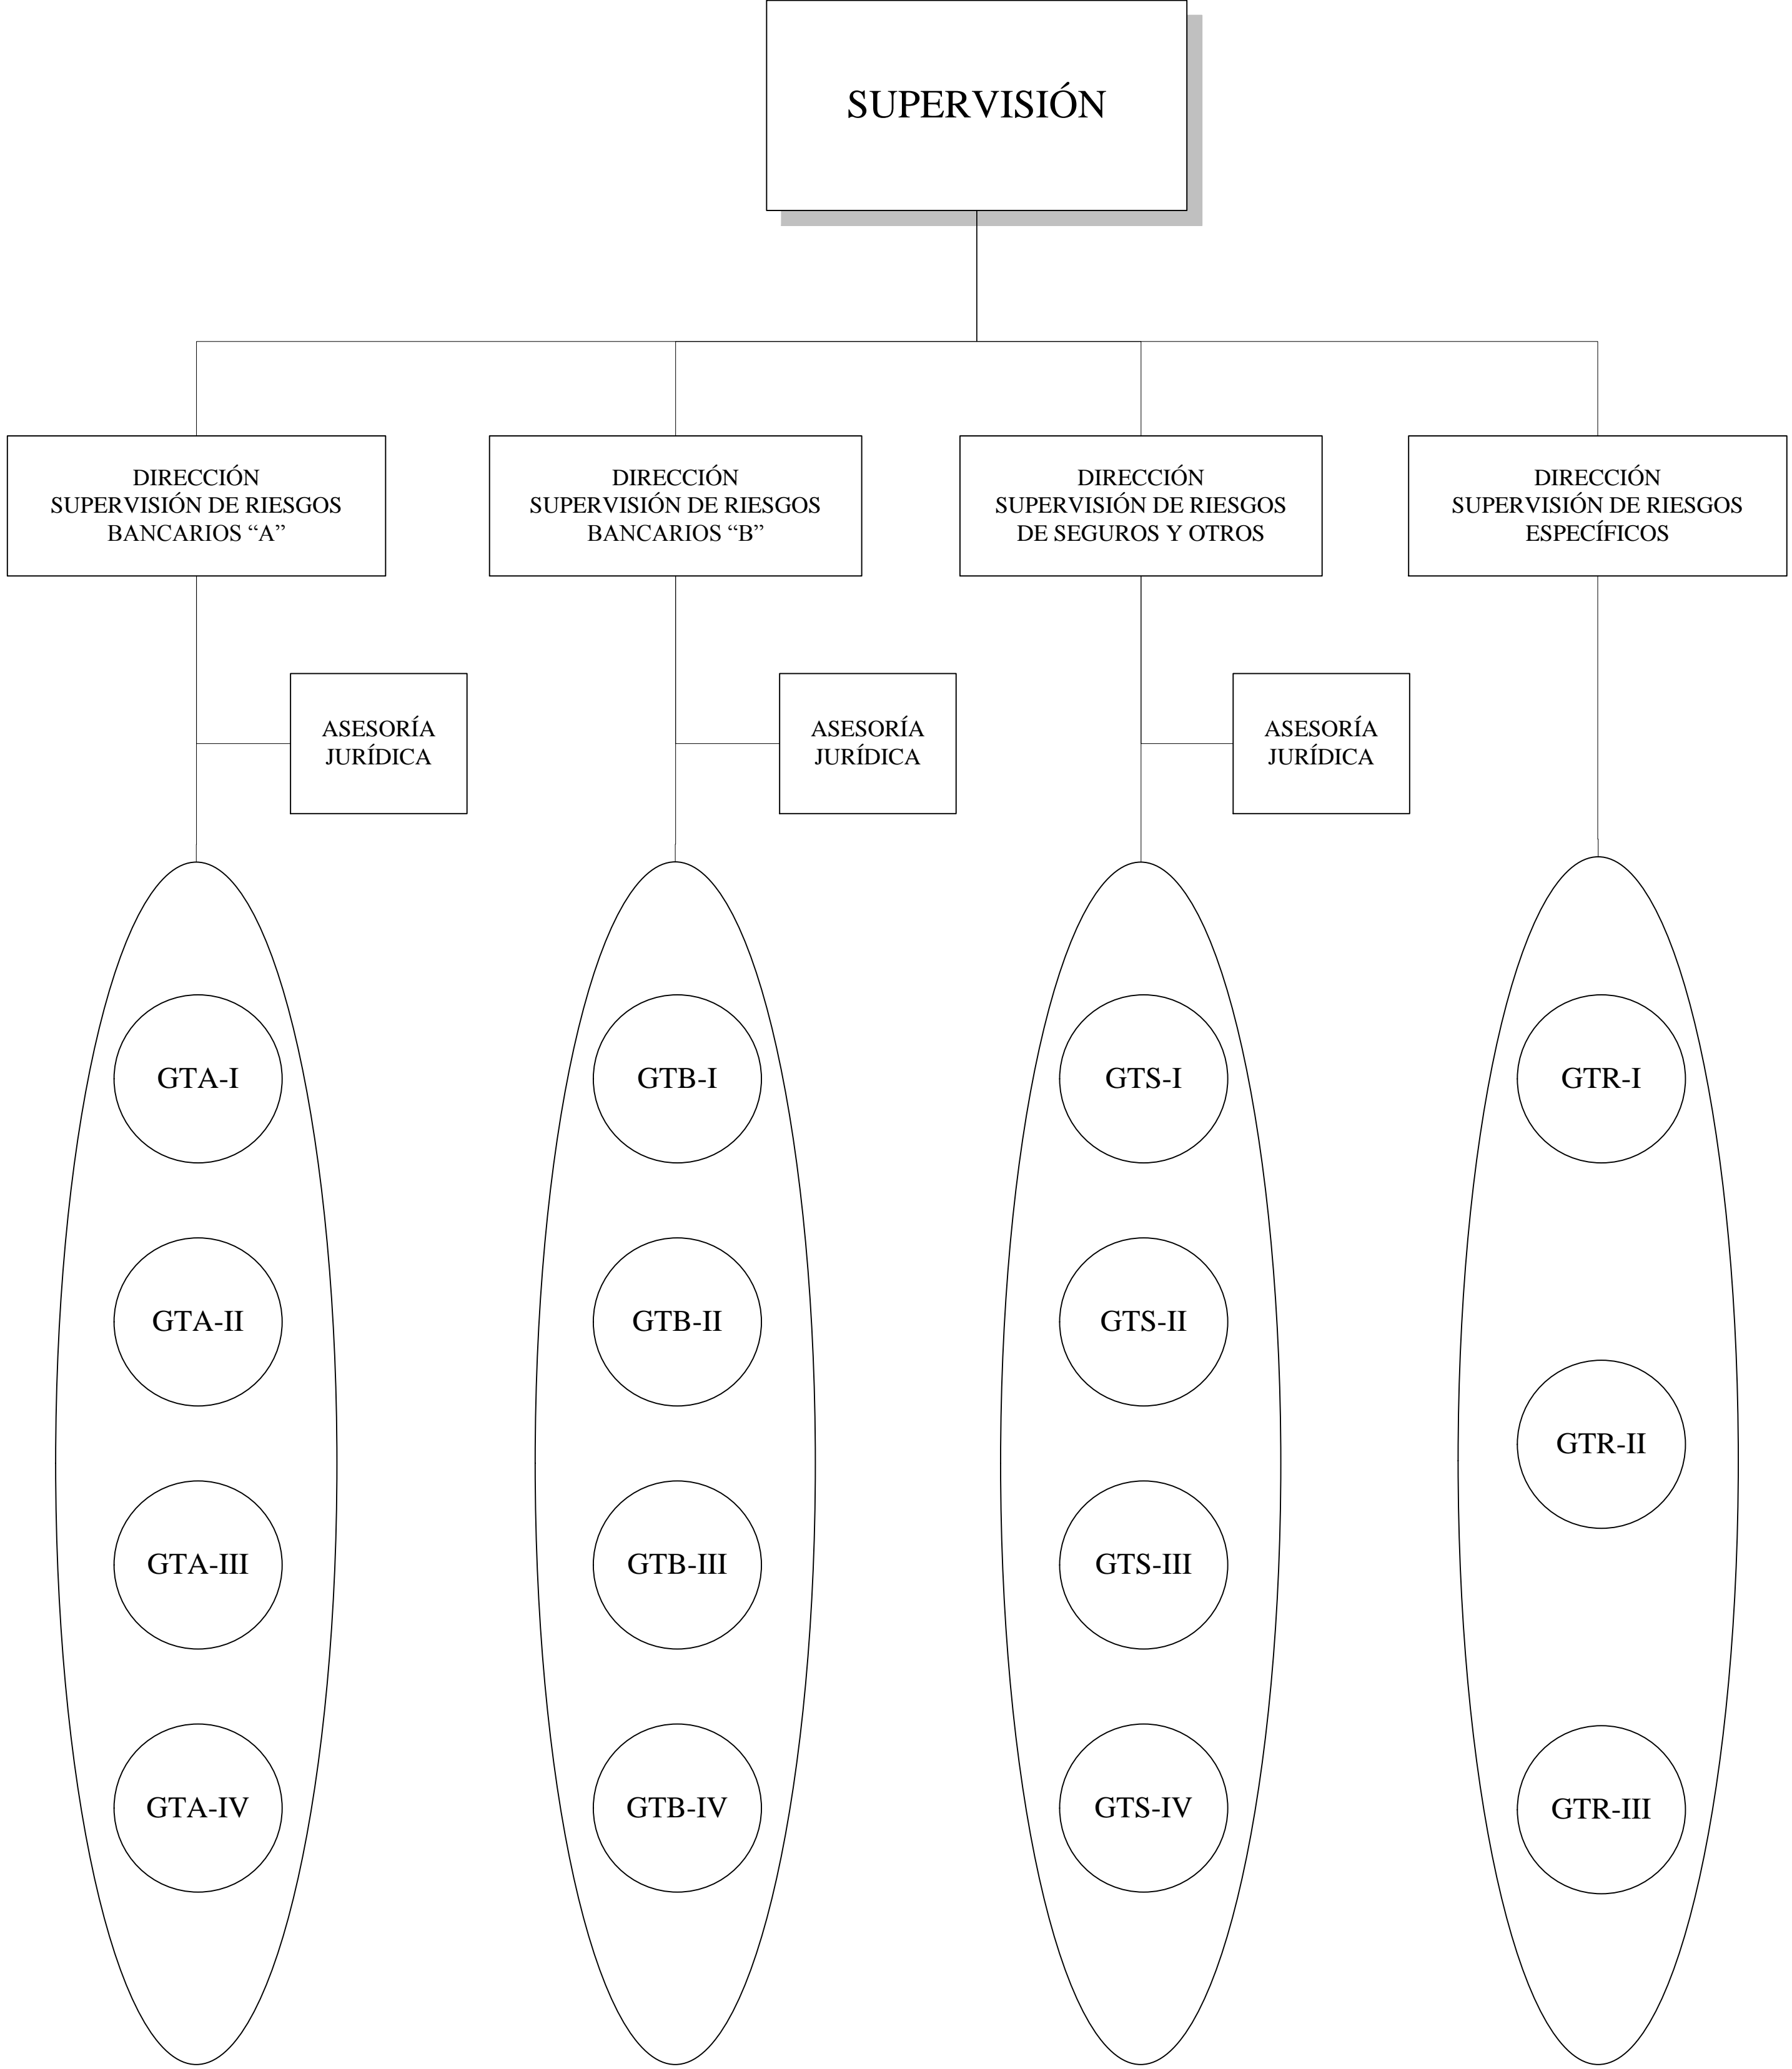 SUPERVISIÓN
DIRECCIÓN
SUPERVISIÓN DE RIESGOS
BANCARIOS “A”
DIRECCIÓN
SUPERVISIÓN DE RIESGOS
BANCARIOS “B”
DIRECCIÓN
SUPERVISIÓN DE RIESGOS
DE SEGUROS Y OTROS
DIRECCIÓN
SUPERVISIÓN DE RIESGOS
ESPECÍFICOS
ASESORÍA
JURÍDICA
ASESORÍA
JURÍDICA
ASESORÍA
JURÍDICA
GTA-I
GTA-II
GTA-III
GTA-IV
GTB-I
GTB-II
GTB-III
GTB-IV
GTS-I
GTS-II
GTS-III
GTS-IV
GTR-I
GTR-II
GTR-III